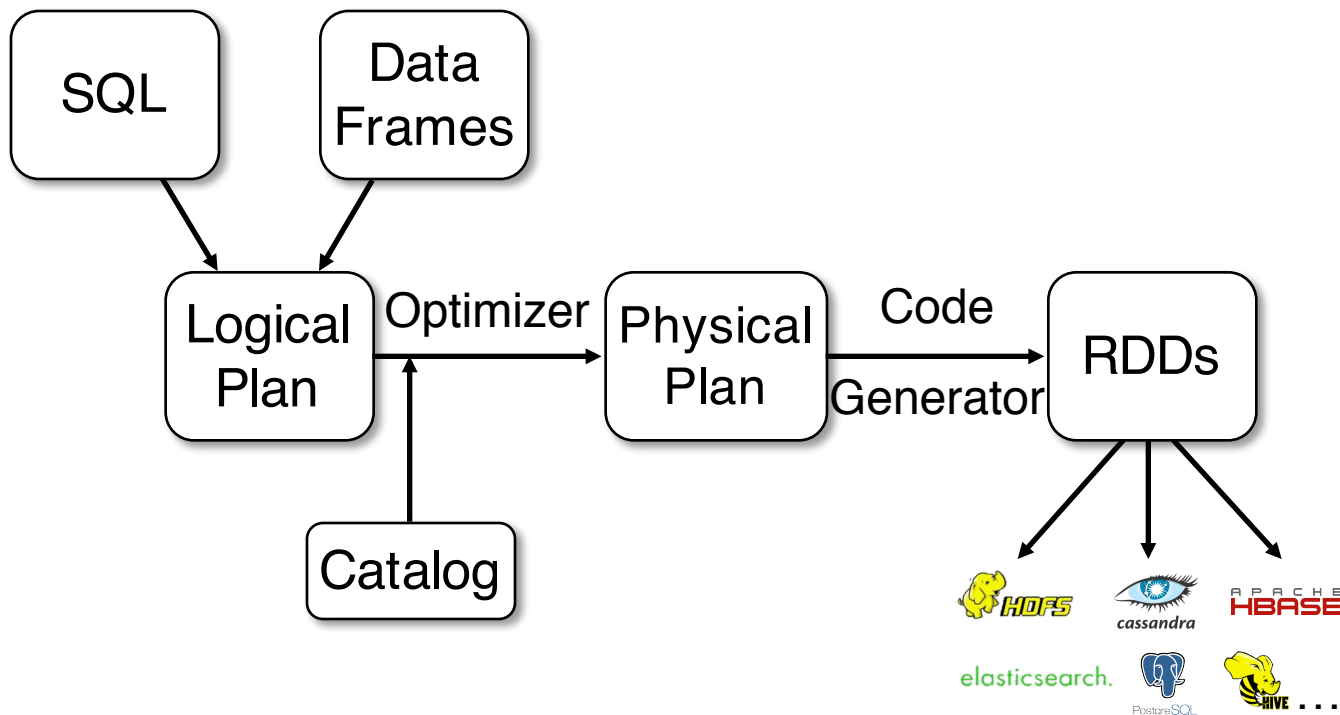 SQL
Data
Frames
Logical
Plan
Optimizer
Physical
Plan
Code
Generator
RDDs
Catalog
HDFS
cassandra
APACHE
HBASE
elasticsearch.
PostgreSQL
HIVE ...